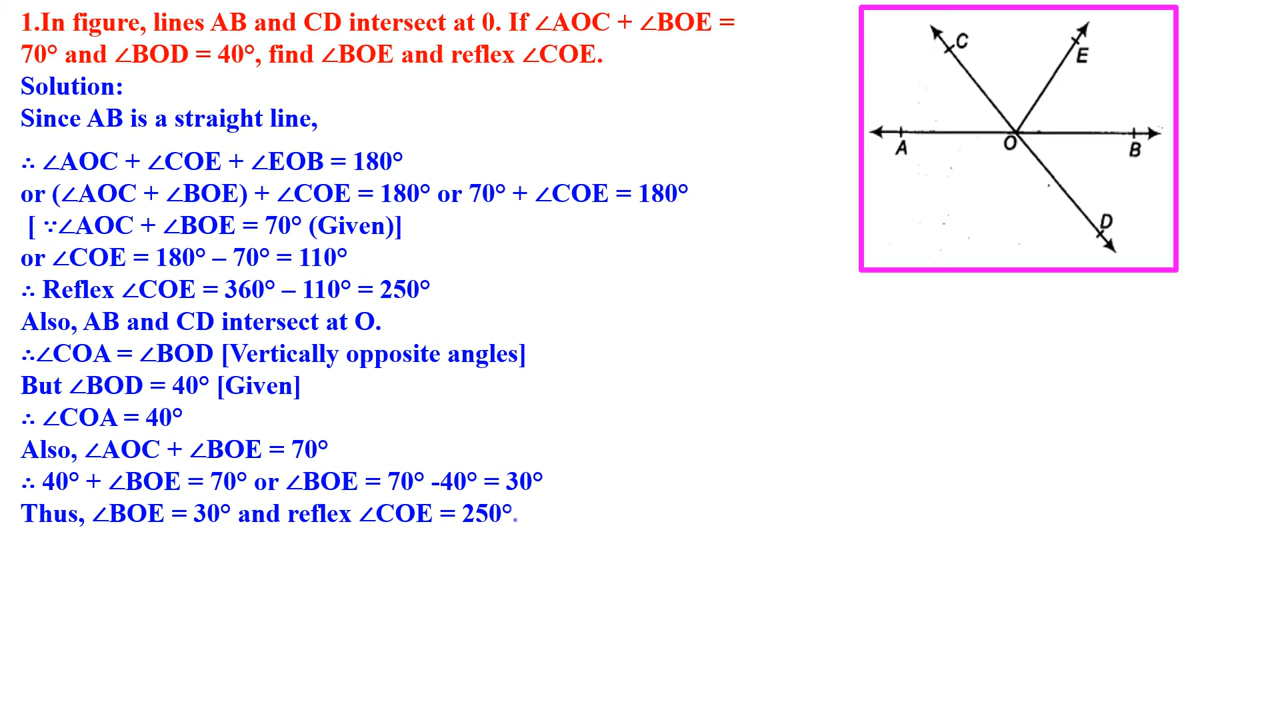 1.In figure, lines AB and CD intersect at 0. If ∠AOC + ∠BOE =
70° and ∠BOD = 40°, find ∠BOE and reflex ∠COE.
Solution:
Since AB is a straight line,
∴ ∠AOC + ∠COE + ∠EOB = 180°
or (∠AOC + ∠BOE) + ∠COE = 180° or 70° + ∠COE = 180°
[ ∵∠AOC + ∠BOE = 70° (Given)]
or ∠COE = 180° – 70° = 110°
∴ Reflex ∠COE = 360° – 110° = 250°
Also, AB and CD intersect at O.
∴∠COA = ∠BOD [Vertically opposite angles]
But ∠BOD = 40° [Given]
∴ ∠COA = 40°
Also, ∠AOC + ∠BOE = 70°
∴ 40° + ∠BOE = 70° or ∠BOE = 70° -40° = 30°
Thus, ∠BOE = 30° and reflex ∠COE = 250°.
C
E
A
O
B
D